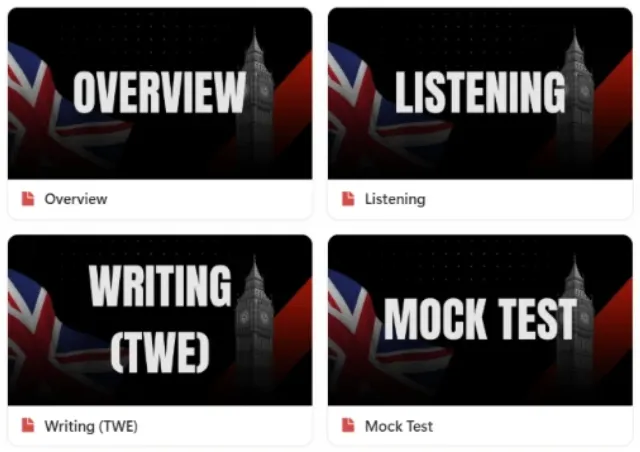 OVERVIEW
Overview
LISTENING
Listening
WRITING
(TWE)
Writing (TWE)
MOCK TEST
Mock Test